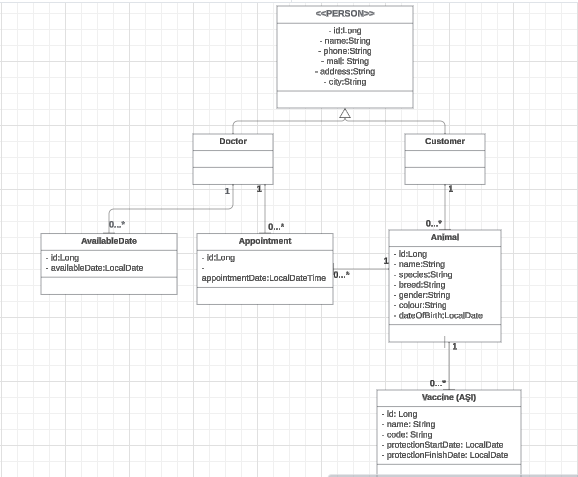 <<PERSON>>
- id:Long
- name:String
- phone:String
- mail: String
- address:String
- city:String
Doctor
Customer
1
1
1
0...*
0...*
0...*
AvailableDate
- id:Long
- availableDate:LocalDate
Appointment
- id:Long
-
appointmentDate:LocalDateTime
1
0...*
Animal
- id:Long
- name:String
- species:String
- breed:String
- gender:String
- colour:String
- dateOfBirth:LocalDate
1
0...*
Vaccine (AŞI)
- id: Long
- name: String
- code: String
- protectionStartDate: LocalDate
- protectionFinishDate: LocalDate